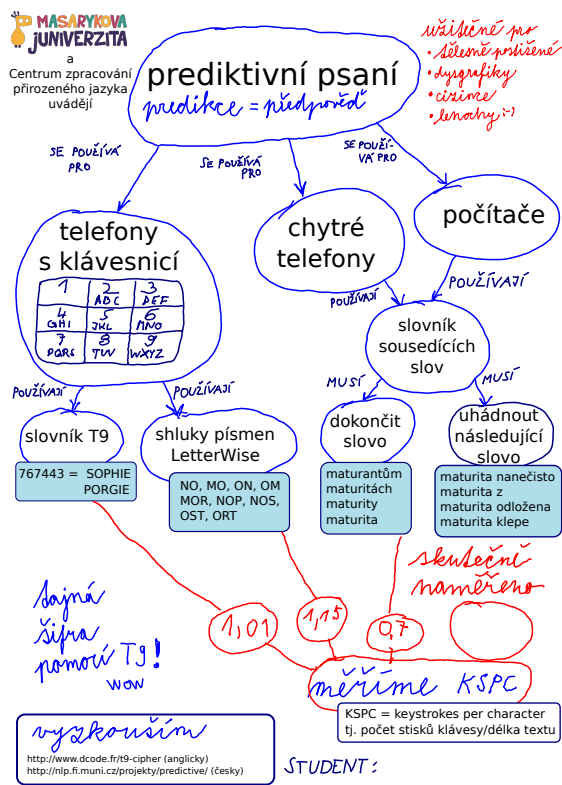 MASARYKOVA
JUNIVERZITA
a
Centrum zpracování
přirozeného jazyka
uvádějí
prediktivní psaní
predikce = předpověď
užitečné pro
• tělesně postižené
• dysgrafiky
• cizince
• lenochy :-)
SE POUŽÍVÁ
PRO
SE POUŽÍVÁ
PRO
SE POUŽÍ-
VÁ PRO
telefony
s klávesnicí
1 2 3
ABC DEF
4 5 6
GHI JKL MNO
7 8 9
PQRS TUV WXYZ
chytré
telefony
počítače
POUŽÍVAJÍ
POUŽÍVAJÍ
slovník
sousedících
slov
POUŽÍVAJÍ
POUŽÍVAJÍ
MUSÍ
MUSÍ
slovník T9
shluky písmen
LetterWise
dokončit
slovo
uhádnout
následující
slovo
767443 = SOPHIE
PORGIE
NO, MO, ON, OM
MOR, NOP, NOS,
OST, ORT
maturantům
maturitách
maturity
maturita
maturita nanečisto
maturita z
maturita odložena
maturita klepe
skutečně
naměřeno
tajná
šifra
pomocí T9!
WOW
1,01
1,15
0,7
měříme KSPC
KSPC = keystrokes per character
tj. počet stisků klávesy/délka textu
vyzkouším
http://www.dcode.fr/t9-cipher (anglicky)
http://nlp.fi.muni.cz/projekty/predictive/ (česky)
STUDENT: